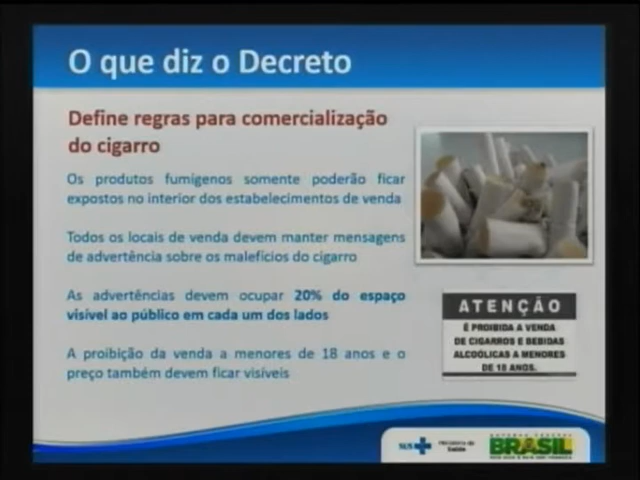 O que diz o Decreto
Define regras para comercialização
do cigarro
Os produtos fumigenos somente poderão ficar
expostos no interior dos estabelecimentos de venda
Todos os locais de venda devem manter mensagens
de advertência sobre os malefícios do cigarro
As advertências devem ocupar 20% do espaço
visível ao público em cada um dos lados
A proibição da venda a menores de 18 anos e o
preço também devem ficar visíveis
ATENÇÃO
É PROIBIDA A VENDA
DE CIGARROS E BEBIDAS
ALCOÓLICAS A MENORES
DE 18 ANOS.
SUS
Ministério da
Saúde
BRASIL